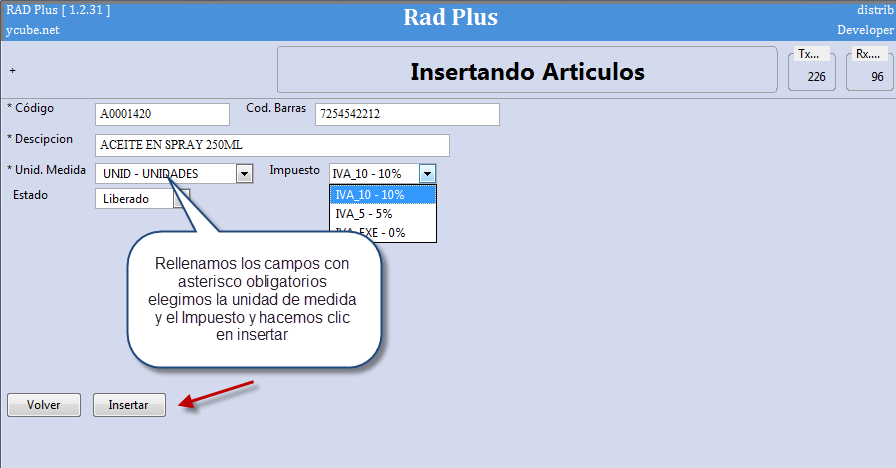 RAD Plus [ 1.2.31 ] Rad Plus distrib
ycube.net Developer
+ Insertando Articulos Tx... 226 Rx.... 96
* Código A0001420 Cod. Barras 7254542212
* Descipcion ACEITE EN SPRAY 250ML
* Unid. Medida UNID - UNIDADES Impuesto IVA_10 - 10%
Estado Liberado IVA_10 - 10%
IVA_5 - 5%
IVA_EXE - 0%
Rellenamos los campos con
asterisco obligatorios
elegimos la unidad de medida
y el Impuesto y hacemos clic
en insertar
Volver Insertar